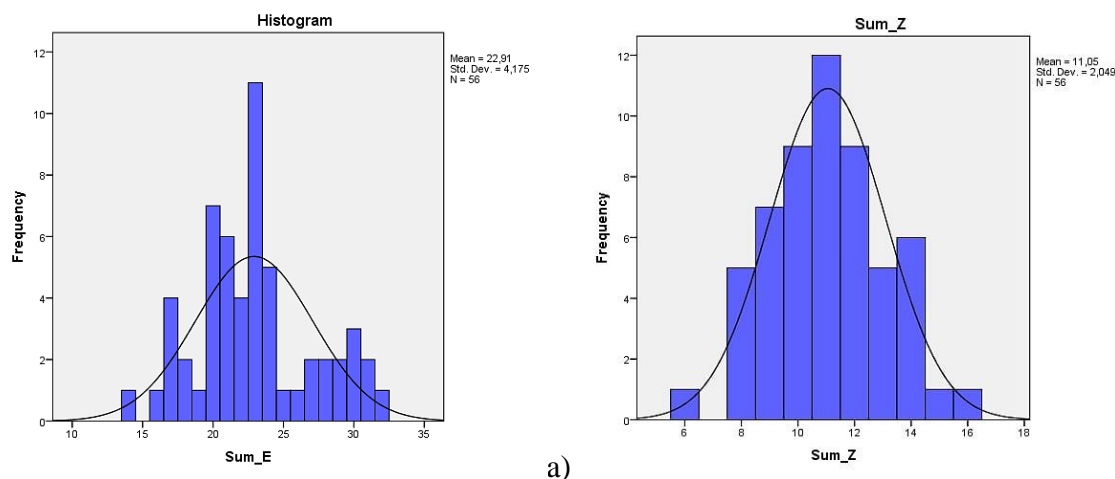 Histogram
Mean = 22,91
Std. Dev. = 4,175
N = 56
Frequency
12
10
8
6
4
2
0
10 15 20 25 30 35
Sum_E
a)
Sum_Z
Mean = 11,05
Std. Dev. = 2,049
N = 56
Frequency
12
10
8
6
4
2
0
6 8 10 12 14 16 18
Sum_Z